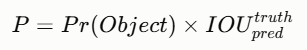 P = Pr(Object) × IOU^{truth}_{pred}